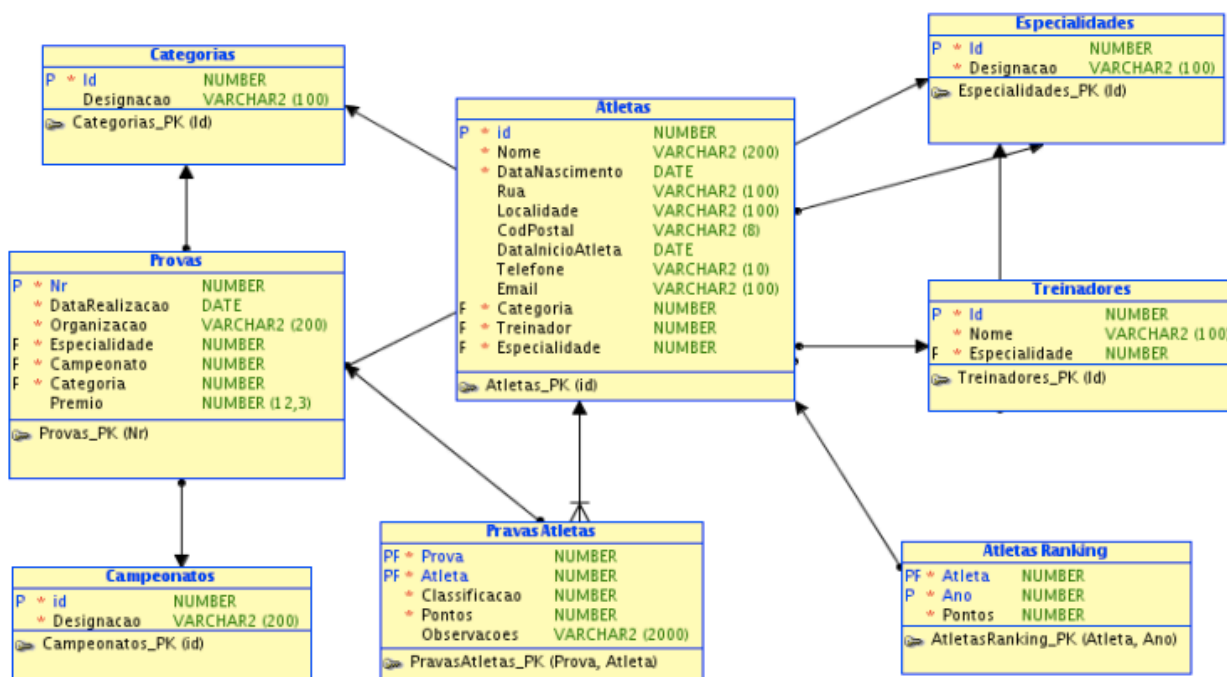 Categorias
P * Id NUMBER
Designacao VARCHAR2 (100)
Categorias_PK (Id)
Especialidades
P * Id NUMBER
* Designacao VARCHAR2 (100)
Especialidades_PK (Id)
Atletas
P * id NUMBER
* Nome VARCHAR2 (200)
* DataNascimento DATE
Rua VARCHAR2 (100)
Localidade VARCHAR2 (100)
CodPostal VARCHAR2 (8)
DataInicioAtleta DATE
Telefone VARCHAR2 (10)
Email VARCHAR2 (100)
F * Categoria NUMBER
F * Treinador NUMBER
F * Especialidade NUMBER
Atletas_PK (id)
Provas
P * Nr NUMBER
* DataRealizacao DATE
* Organizacao VARCHAR2 (200)
F * Especialidade NUMBER
F * Campeonato NUMBER
F * Categoria NUMBER
Premio NUMBER (12,3)
Provas_PK (Nr)
Treinadores
P * Id NUMBER
* Nome VARCHAR2 (100
F * Especialidade NUMBER
Treinadores_PK (Id)
Campeonatos
P * id NUMBER
* Designacao VARCHAR2 (200)
Campeonatos_PK (id)
PravasAtletas
PF * Prova NUMBER
PF * Atleta NUMBER
* Classificacao NUMBER
* Pontos NUMBER
Observacoes VARCHAR2 (2000)
PravasAtletas_PK (Prova, Atleta)
Atletas Ranking
PF * Atleta NUMBER
P * Ano NUMBER
* Pontos NUMBER
AtletasRanking_PK (Atleta, Ano)